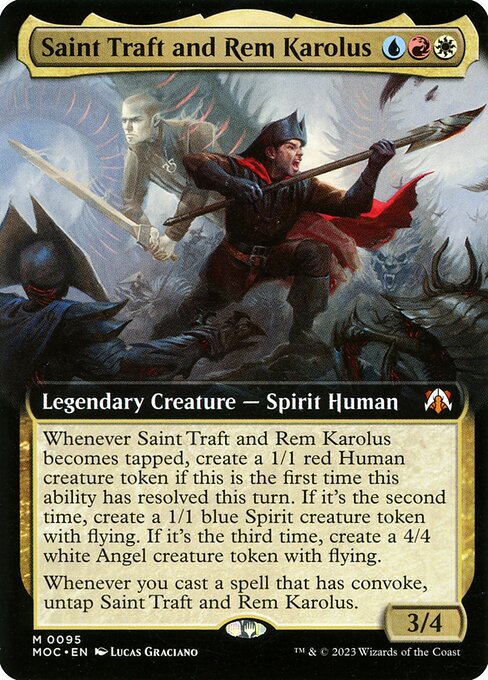 Saint Traft and Rem Karolus
Legendary Creature — Spirit Human
Whenever Saint Traft and Rem Karolus
becomes tapped, create a 1/1 red Human
creature token if this is the first time this
ability has resolved this turn. If it's the second
time, create a 1/1 blue Spirit creature token
with flying. If it's the third time, create a 4/4
white Angel creature token with flying.
Whenever you cast a spell that has convoke,
untap Saint Traft and Rem Karolus.
3/4
M 0095
MOC • EN Lucas Graciano
™ & © 2023 Wizards of the Coast